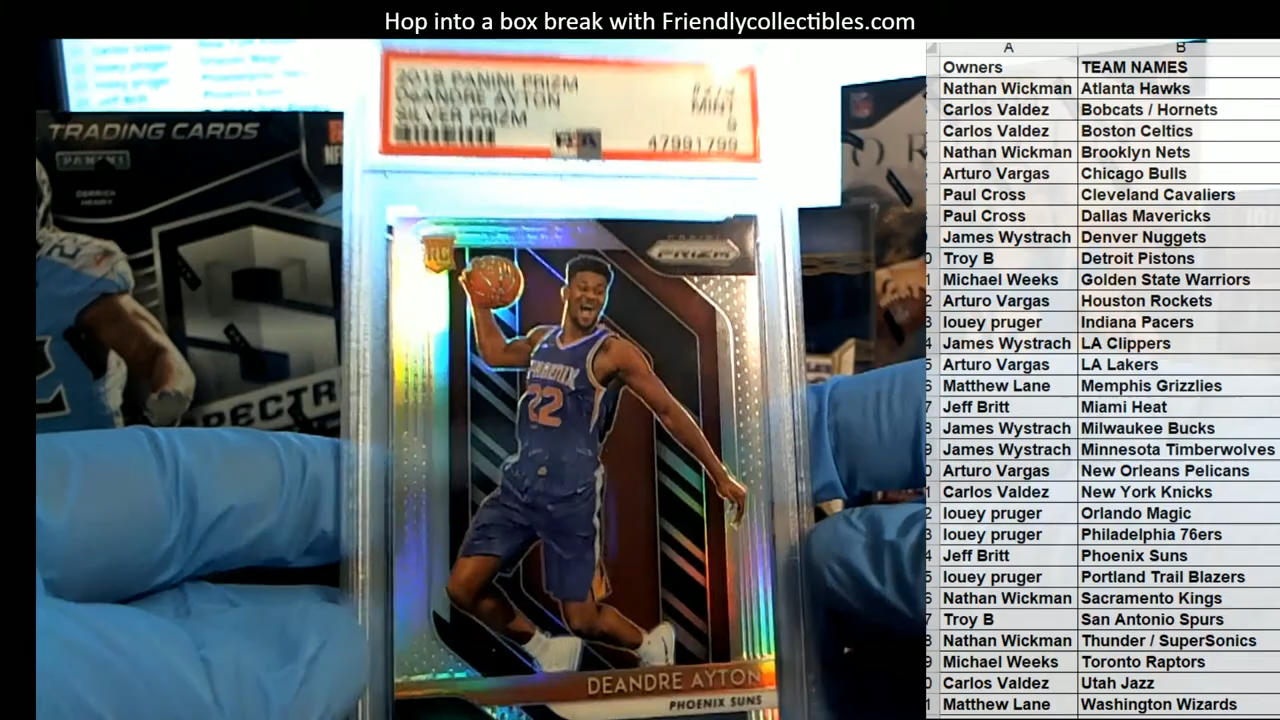 Hop into a box break with Friendlycollectibles.com
TRADING CARDS
PANINI
DERRICK
HENRY
SPECTR
2018 PANINI PRIZM
DEANDRE AYTON
SILVER PRIZM
MINT
9
47991799
RC
PRIZM
PHOENIX
22
DEANDRE AYTON
PHOENIX SUNS
A B
Owners TEAM NAMES
Nathan Wickman Atlanta Hawks
Carlos Valdez Bobcats / Hornets
Carlos Valdez Boston Celtics
Nathan Wickman Brooklyn Nets
Arturo Vargas Chicago Bulls
Paul Cross Cleveland Cavaliers
Paul Cross Dallas Mavericks
James Wystrach Denver Nuggets
Troy B Detroit Pistons
Michael Weeks Golden State Warriors
Arturo Vargas Houston Rockets
louey pruger Indiana Pacers
James Wystrach LA Clippers
Arturo Vargas LA Lakers
Matthew Lane Memphis Grizzlies
Jeff Britt Miami Heat
James Wystrach Milwaukee Bucks
James Wystrach Minnesota Timberwolves
Arturo Vargas New Orleans Pelicans
Carlos Valdez New York Knicks
louey pruger Orlando Magic
louey pruger Philadelphia 76ers
Jeff Britt Phoenix Suns
louey pruger Portland Trail Blazers
Nathan Wickman Sacramento Kings
Troy B San Antonio Spurs
Nathan Wickman Thunder / SuperSonics
Michael Weeks Toronto Raptors
Carlos Valdez Utah Jazz
Matthew Lane Washington Wizards